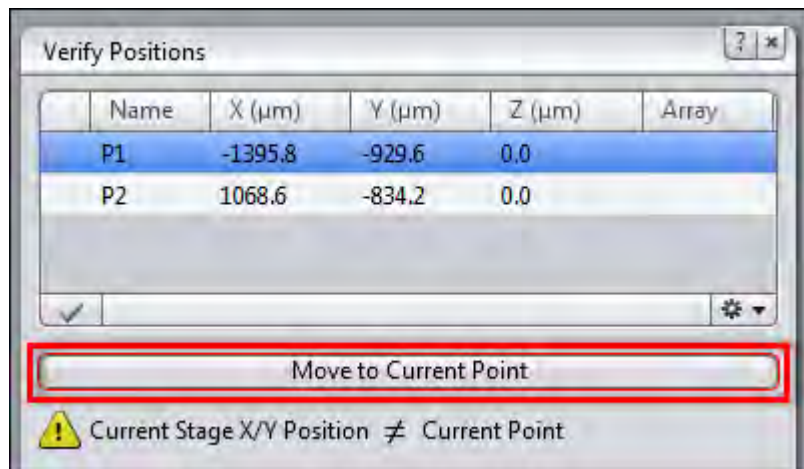 Verify Positions ? ×
Name X (µm) Y (µm) Z (µm) Array
P1 -1395.8 -929.6 0.0
P2 1068.6 -834.2 0.0
Move to Current Point
! Current Stage X/Y Position ≠ Current Point